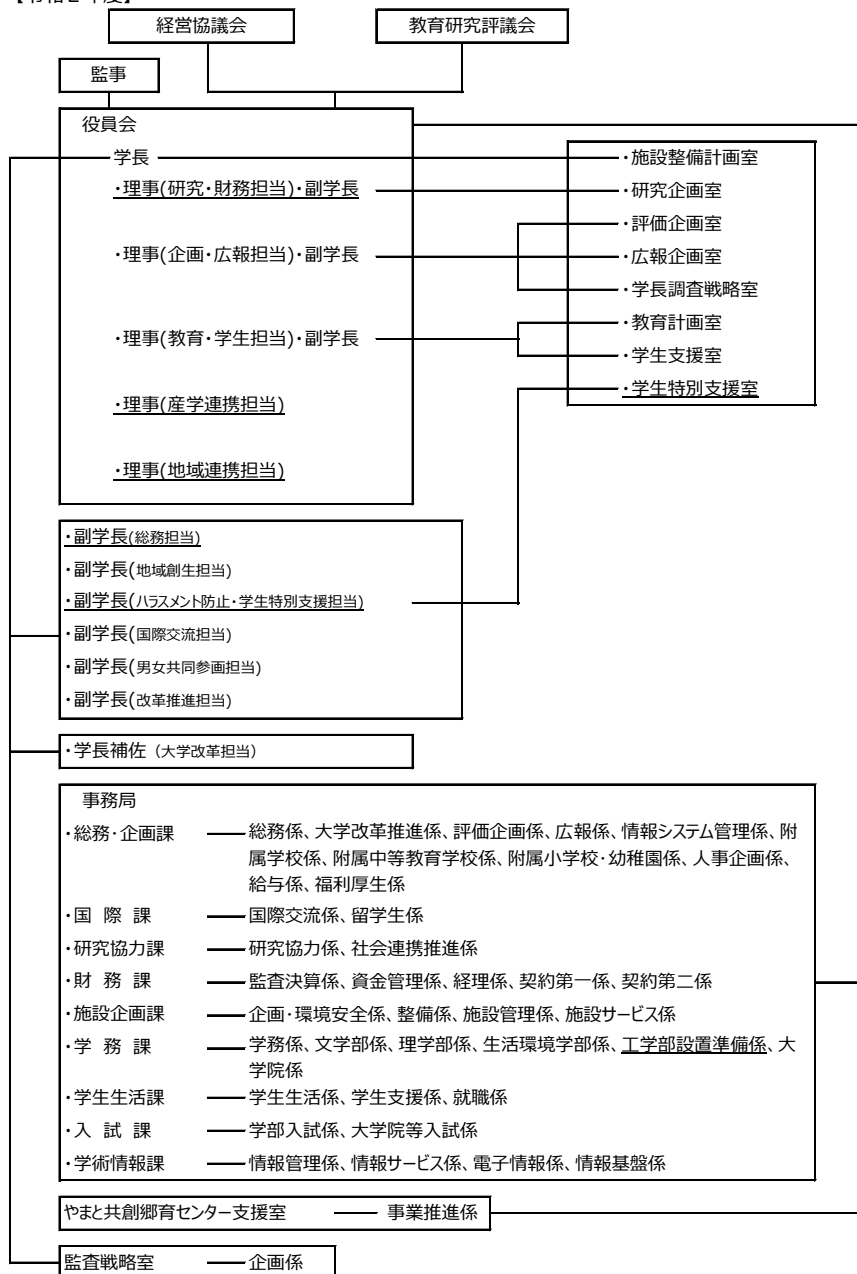 【令和2年度】
経営協議会
教育研究評議会
監事
役員会
学長
・理事(研究・財務担当)・副学長
・理事(企画・広報担当)・副学長
・理事(教育・学生担当)・副学長
・理事(産学連携担当)
・理事(地域連携担当)
・施設整備計画室
・研究企画室
・評価企画室
・広報企画室
・学長調査戦略室
・教育計画室
・学生支援室
・学生特別支援室
・副学長(総務担当)
・副学長(地域創生担当)
・副学長(ハラスメント防止・学生特別支援担当)
・副学長(国際交流担当)
・副学長(男女共同参画担当)
・副学長(改革推進担当)
・学長補佐（大学改革担当）
事務局
・総務・企画課 総務係、大学改革推進係、評価企画係、広報係、情報システム管理係、附
属学校係、附属中等教育学校係、附属小学校・幼稚園係、人事企画係、
給与係、福利厚生係
・国 際 課 国際交流係、留学生係
・研究協力課 研究協力係、社会連携推進係
・財 務 課 監査決算係、資金管理係、経理係、契約第一係、契約第二係
・施設企画課 企画・環境安全係、整備係、施設管理係、施設サービス係
・学 務 課 学務係、文学部係、理学部係、生活環境学部係、工学部設置準備係、大
学院係
・学生生活課 学生生活係、学生支援係、就職係
・入 試 課 学部入試係、大学院等入試係
・学術情報課 情報管理係、情報サービス係、電子情報係、情報基盤係
やまと共創郷育センター支援室 事業推進係
監査戦略室 企画係